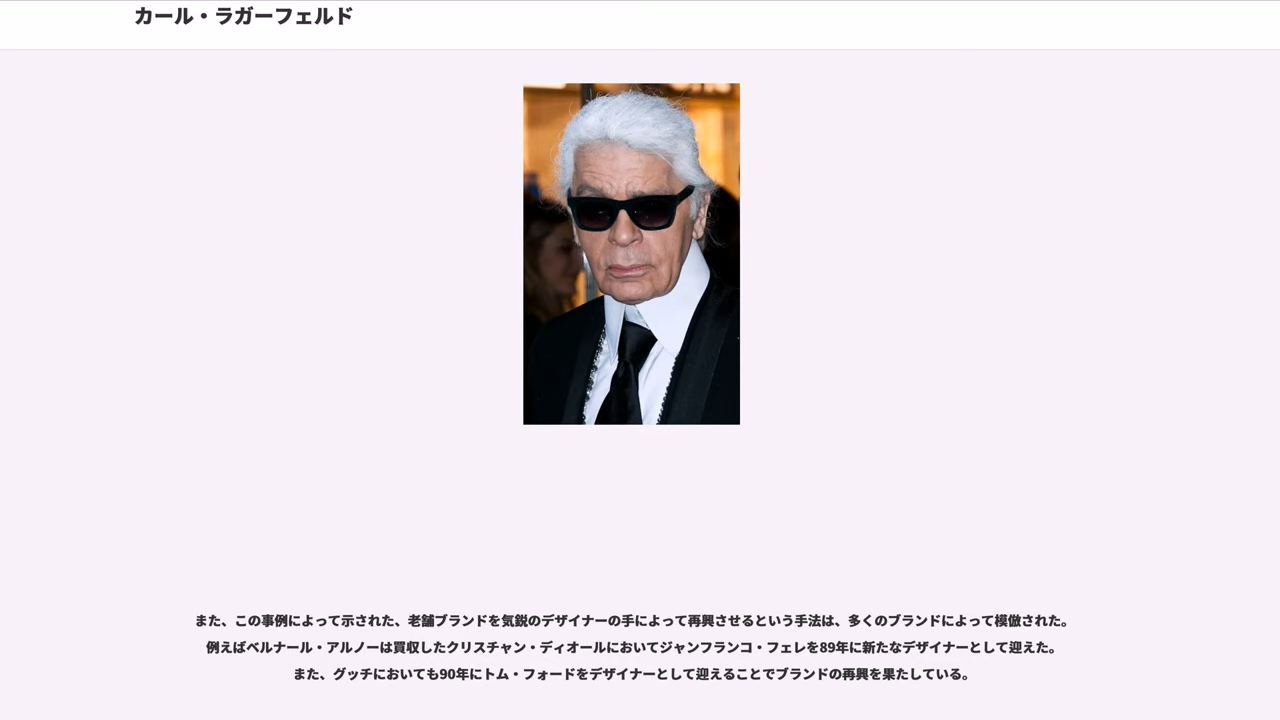 カール・ラガーフェルド
また、この事例によって示された、老舗ブランドを気鋭のデザイナーの手によって再興させるという手法は、多くのブランドによって模倣された。
例えばベルナール・アルノーは買収したクリスチャン・ディオールにおいてジャンフランコ・フェレを89年に新たなデザイナーとして迎えた。
また、グッチにおいても90年にトム・フォードをデザイナーとして迎えることでブランドの再興を果たしている。